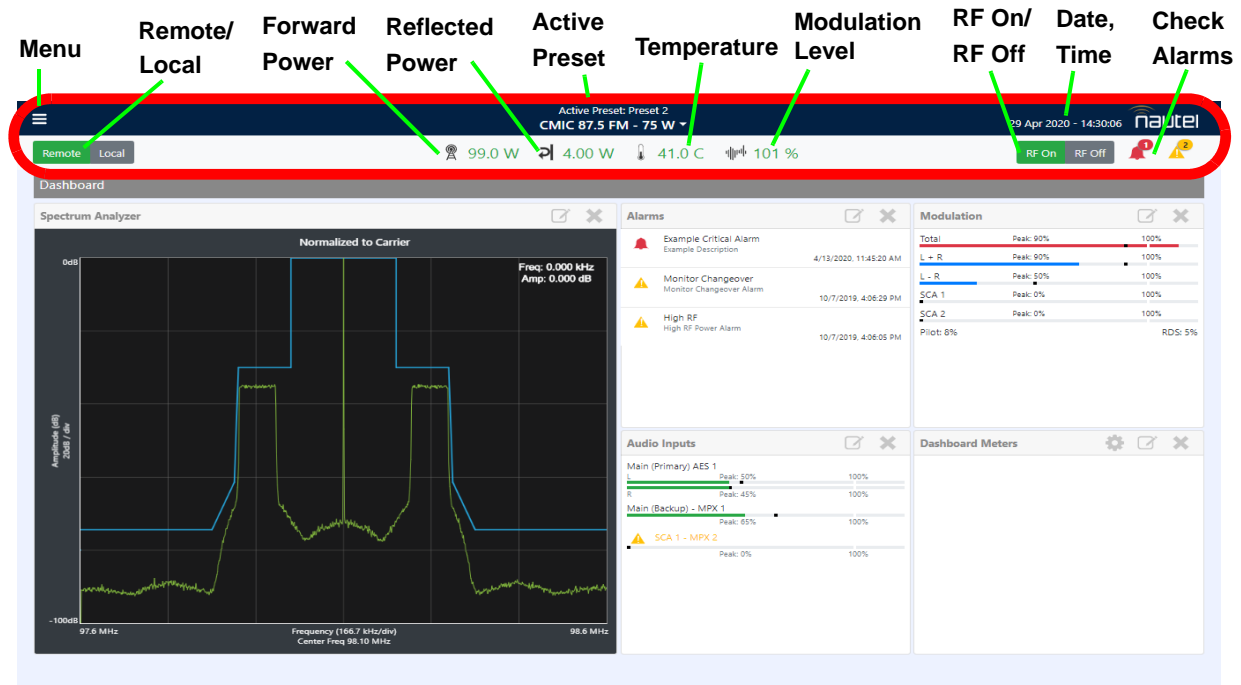 Menu
Remote/
Local
Forward
Power
Reflected
Power
Active
Preset
Temperature
Modulation
Level
RF On/
RF Off
Date,
Time
Check
Alarms
Active Preset: Preset 2
CMIC 87.5 FM - 75 W
29 Apr 2020 - 14:30:06
nautel
Remote Local
99.0 W 4.00 W 41.0 C 101 %
RF On RF Off 1 2
Dashboard
Spectrum Analyzer
Normalized to Carrier
0dB
Freq: 0.000 kHz
Amp: 0.000 dB
Amplitude (dB)
20dB / div
-100dB
97.6 MHz
Frequency (166.7 kHz/div)
98.6 MHz
Center Freq 98.10 MHz
Alarms
Example Critical Alarm
Example Description
4/13/2020, 11:45:20 AM
Monitor Changeover
Monitor Changeover Alarm
10/7/2019, 4:06:29 PM
High RF
High RF Power Alarm
10/7/2019, 4:06:05 PM
Modulation
Total Peak: 90% 100%
L + R Peak: 90% 100%
L - R Peak: 50% 100%
SCA 1 Peak: 0% 100%
SCA 2 Peak: 0% 100%
Pilot: 8% RDS: 5%
Audio Inputs
Main (Primary) AES 1
L Peak: 50% 100%
R Peak: 45% 100%
Main (Backup) - MPX 1
Peak: 65% 100%
SCA 1 - MPX 2
Peak: 0% 100%
Dashboard Meters